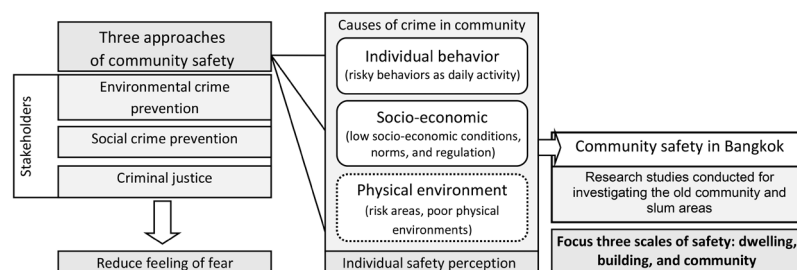 Three approaches
of community safety
Stakeholders
Environmental crime
prevention
Social crime prevention
Criminal justice
Reduce feeling of fear
Causes of crime in community
Individual behavior
(risky behaviors as daily activity)
Socio-economic
(low socio-economic conditions,
norms, and regulation)
Physical environment
(risk areas, poor physical
environments)
Individual safety perception
Community safety in Bangkok
Research studies conducted for
investigating the old community and
slum areas
Focus three scales of safety: dwelling,
building, and community